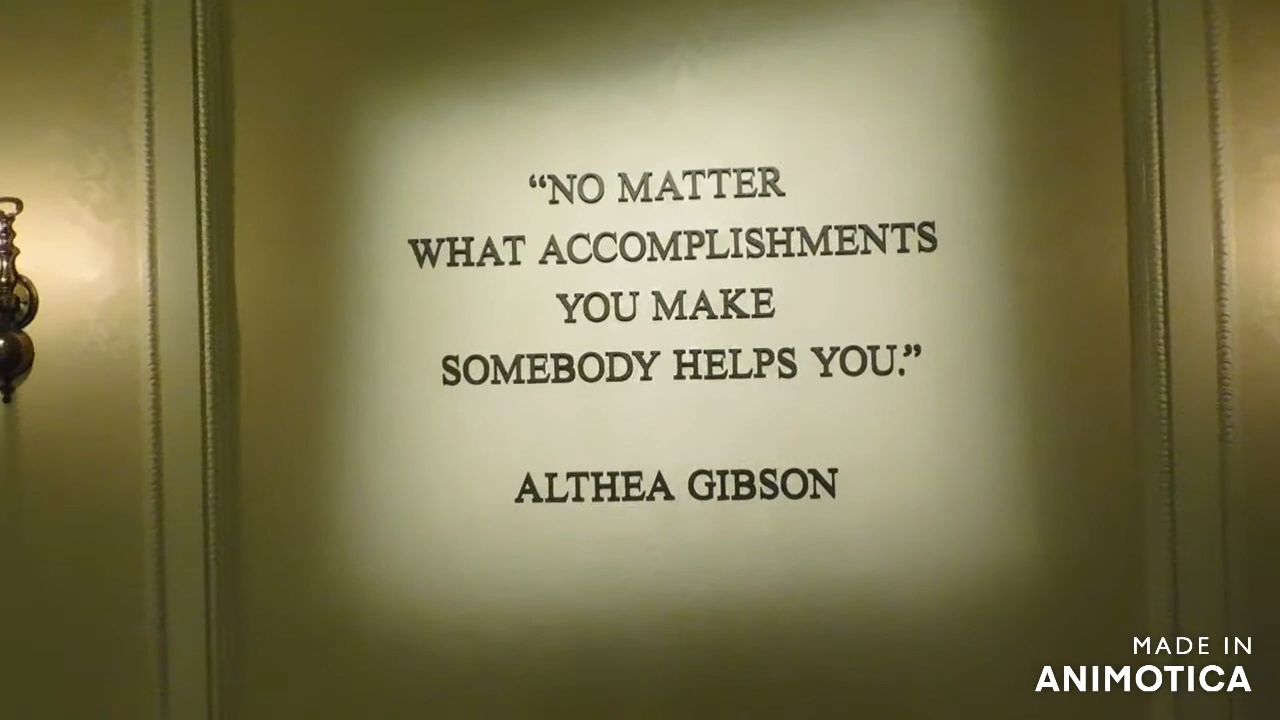 “NO MATTER
WHAT ACCOMPLISHMENTS
YOU MAKE
SOMEBODY HELPS YOU.”
ALTHEA GIBSON
MADE IN
ANIMOTICA